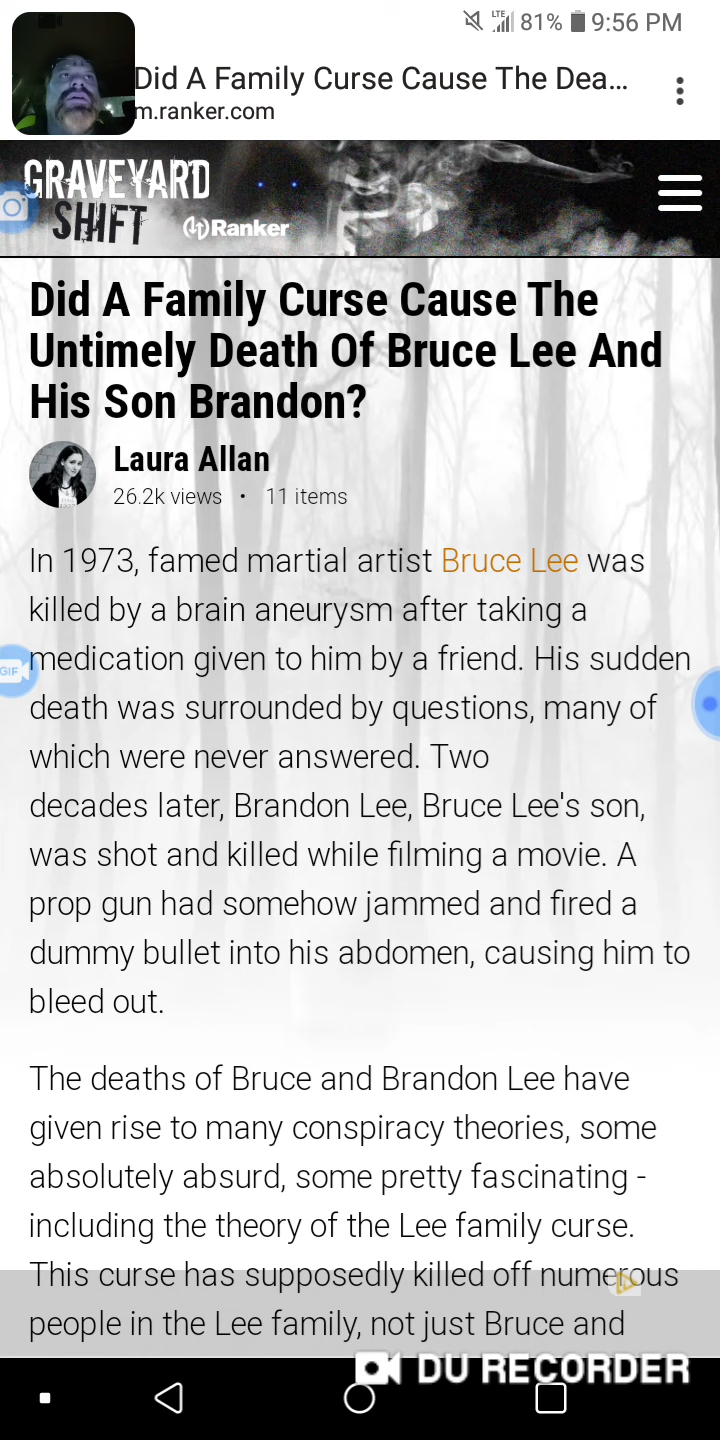 LTE 81% 9:56 PM
Did A Family Curse Cause The Dea...
m.ranker.com
GRAVEYARD
SHIFT
Ranker
Did A Family Curse Cause The
Untimely Death Of Bruce Lee And
His Son Brandon?
Laura Allan
26.2k views • 11 items
In 1973, famed martial artist Bruce Lee was
killed by a brain aneurysm after taking a
medication given to him by a friend. His sudden
death was surrounded by questions, many of
which were never answered. Two
decades later, Brandon Lee, Bruce Lee's son,
was shot and killed while filming a movie. A
prop gun had somehow jammed and fired a
dummy bullet into his abdomen, causing him to
bleed out.
The deaths of Bruce and Brandon Lee have
given rise to many conspiracy theories, some
absolutely absurd, some pretty fascinating -
including the theory of the Lee family curse.
This curse has supposedly killed off numerous
people in the Lee family, not just Bruce and
GIF
DU RECORDER